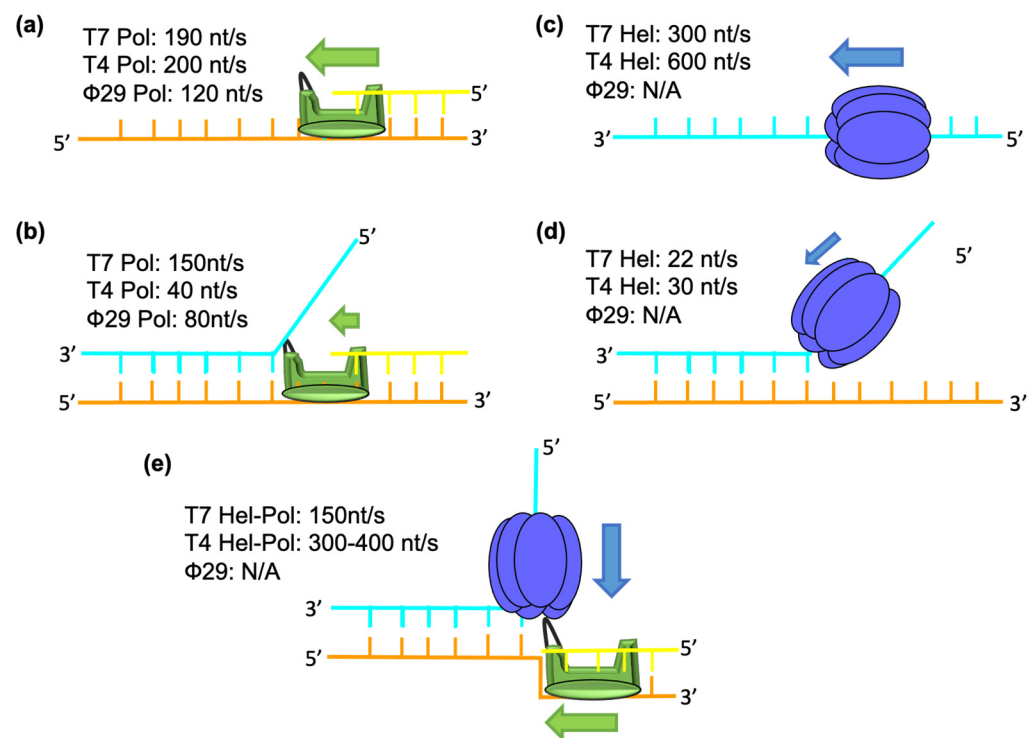 (a)
T7 Pol: 190 nt/s
T4 Pol: 200 nt/s
Φ29 Pol: 120 nt/s
5’
5’
3’
(c)
T7 Hel: 300 nt/s
T4 Hel: 600 nt/s
Φ29: N/A
3’
5’
(b)
T7 Pol: 150nt/s
T4 Pol: 40 nt/s
Φ29 Pol: 80nt/s
5’
3’
5’
3’
(d)
T7 Hel: 22 nt/s
T4 Hel: 30 nt/s
Φ29: N/A
5’
3’
5’
3’
(e)
T7 Hel-Pol: 150nt/s
T4 Hel-Pol: 300-400 nt/s
Φ29: N/A
5’
3’
5’
5’
3’